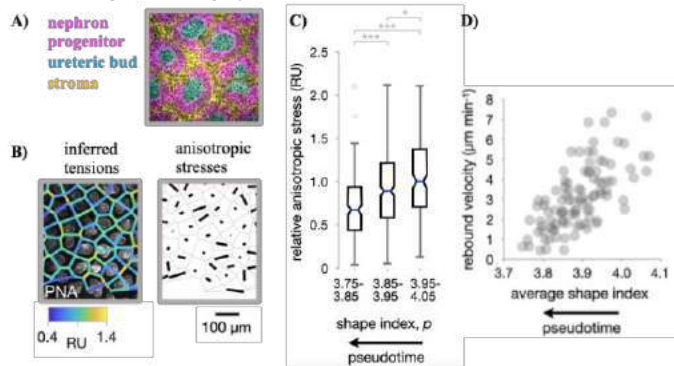 A)
nephron
progenitor
ureteric bud
stroma
B)
inferred
tensions
anisotropic
stresses
PNA
0.4
1.4
RU
100 µm
C)
*
***
***
relative anisotropic stress (RU)
2.5
2.0
1.5
1.0
0.5
0
3.75-
3.85
3.85-
3.95
3.95-
4.05
shape index, p
pseudotime
D)
rebound velocity (µm min⁻¹)
8
7
6
5
4
3
2
1
0
3.7
3.8
3.9
4.0
4.1
average shape index
pseudotime